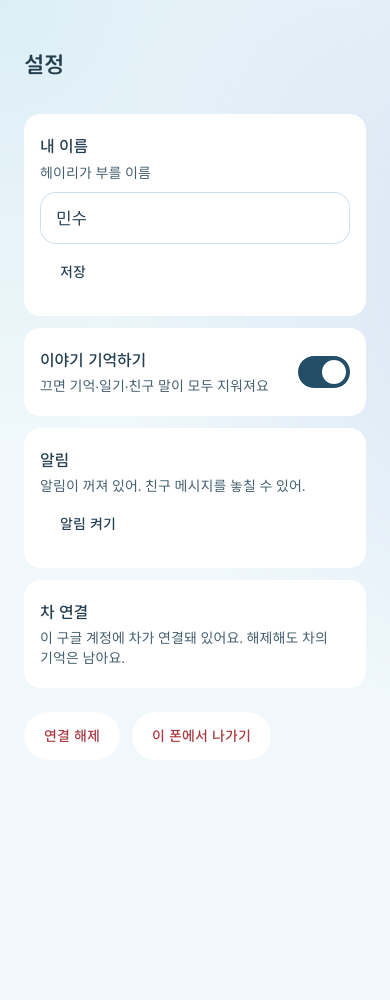 설정
내 이름
헤이리가 부를 이름
민수
저장
이야기 기억하기
끄면 기억·일기·친구 말이 모두 지워져요
알림
알림이 꺼져 있어. 친구 메시지를 놓칠 수 있어.
알림 켜기
차 연결
이 구글 계정에 차가 연결돼 있어요. 해제해도 차의
기억은 남아요.
연결 해제
이 폰에서 나가기